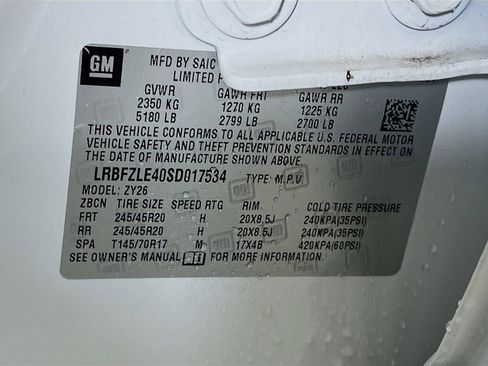 GM
MFD BY SAIC
LIMITED
GVWR GAWR FRT GAWR RR
2350 KG 1270 KG 1225 KG
5180 LB 2799 LB 2700 LB
THIS VEHICLE CONFORMS TO ALL APPLICABLE U.S. FEDERAL MOTOR
VEHICLE SAFETY AND THEFT PREVENTION STANDARDS IN EFFECT ON
THE DATE OF MANUFACTURE SHOWN ABOVE.
LRBFZLE40SD017534 TYPE: M.P.V.
MODEL: ZY26
ZBCN TIRE SIZE SPEED RTG RIM COLD TIRE PRESSURE
FRT 245/45R20 H 20X8.5J 240KPA(35PSI)
RR 245/45R20 H 20X8.5J 240KPA(35PSI)
SPA T145/70R17 M 17X4B 420KPA(60PSI)
SEE OWNER'S MANUAL FOR MORE INFORMATION.